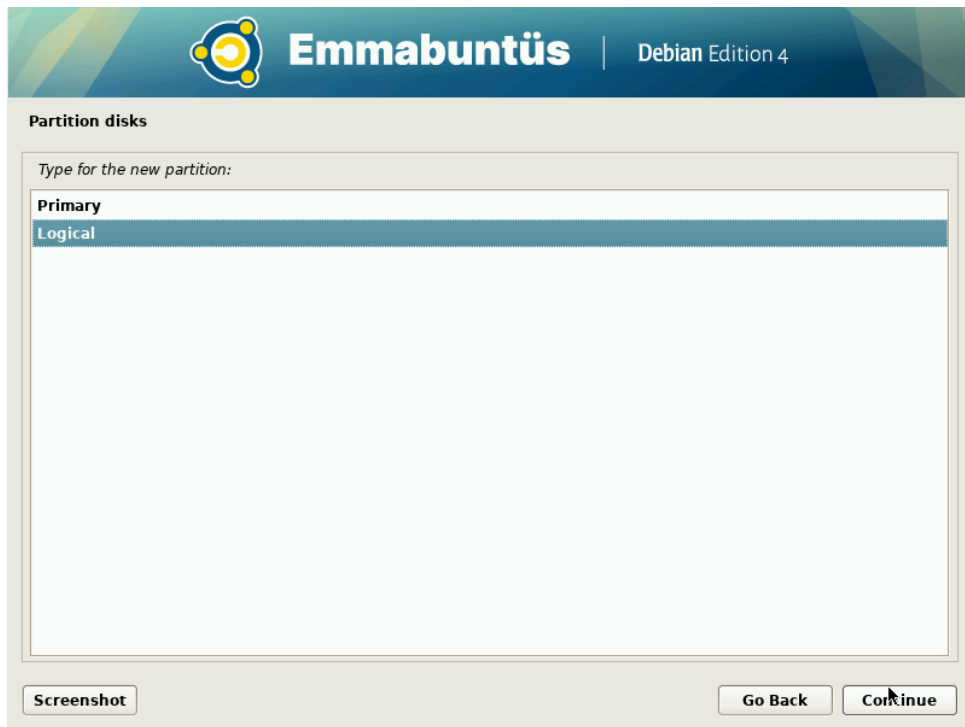 Emmabuntüs | Debian Edition 4
Partition disks
Type for the new partition:
Primary
Logical
Screenshot
Go Back
Continue